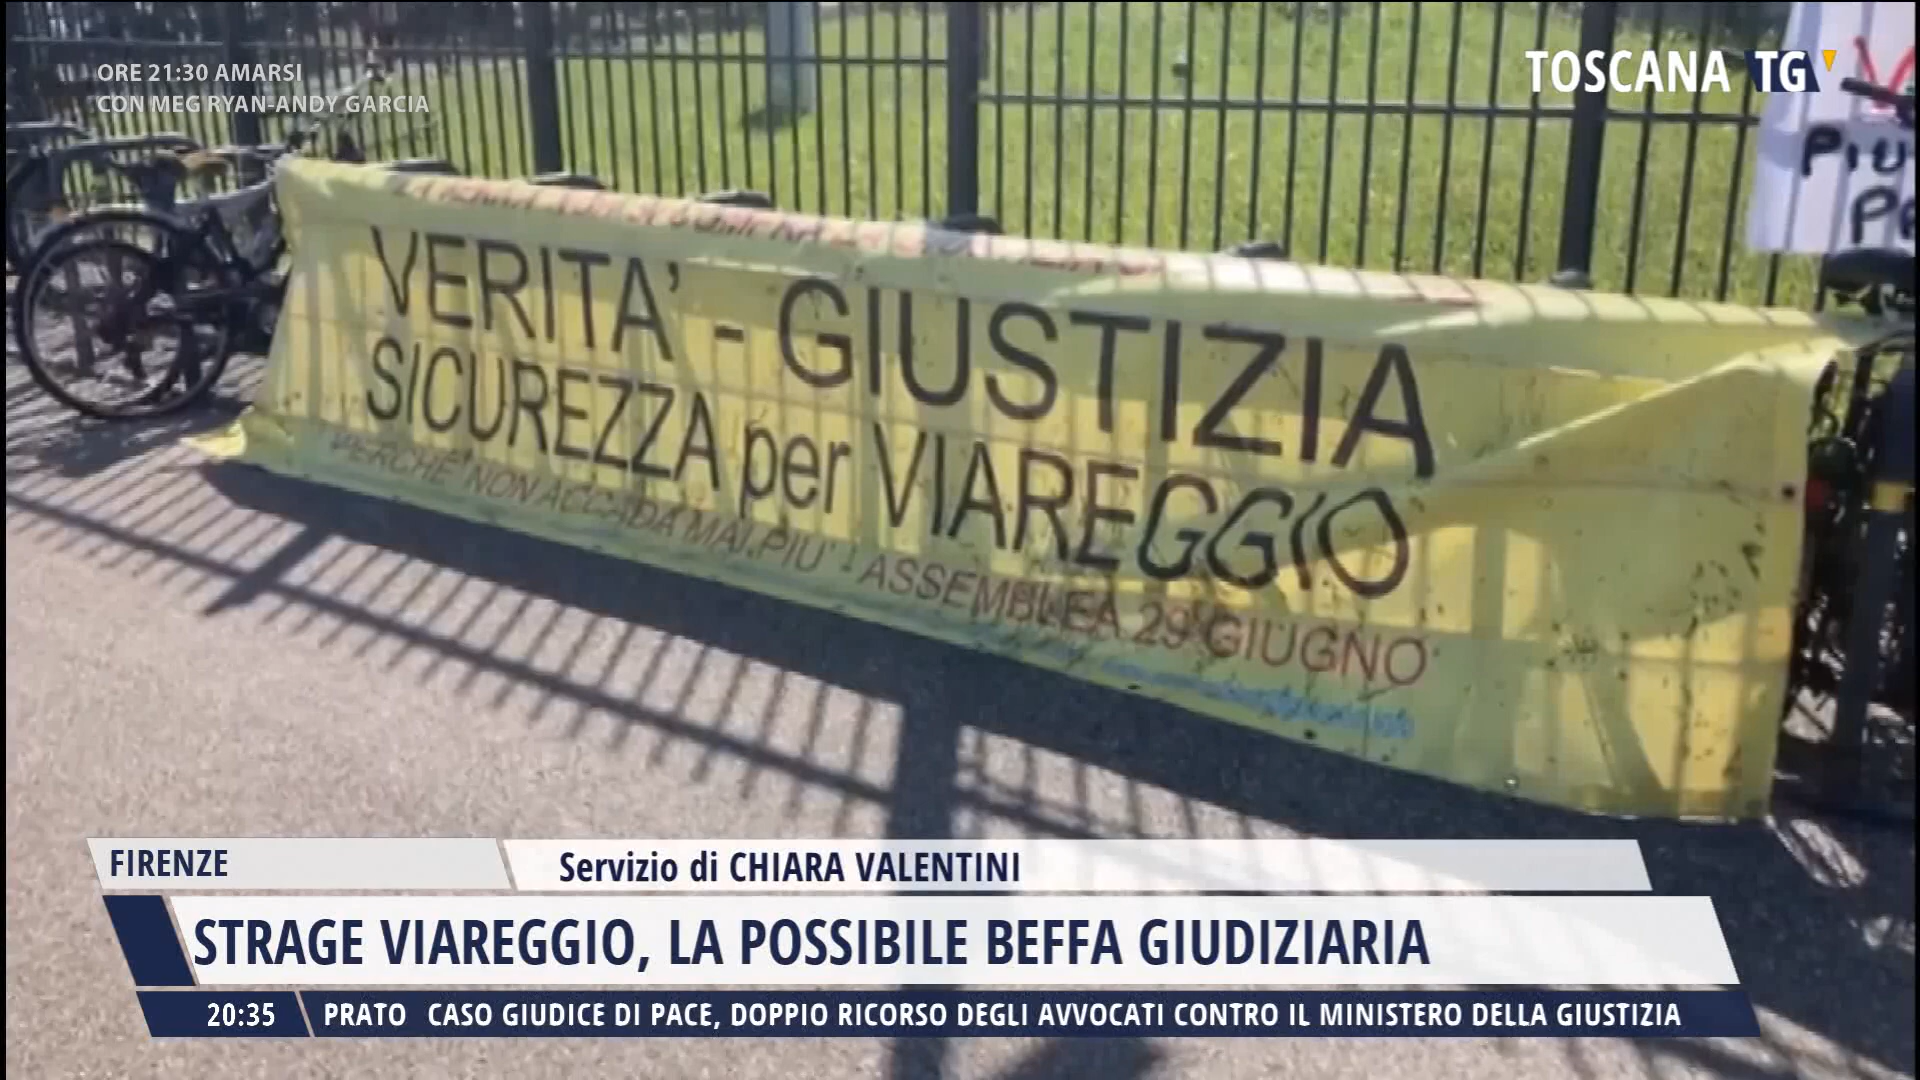 ORE 21:30 AMARSI
CON MEG RYAN-ANDY GARCIA
TOSCANA TG
PIU
VERITA' - GIUSTIZIA
SICUREZZA per VIAREGGIO
PERCHE' NON ACCADA MAI PIU' - ASSEMBLEA 29 GIUGNO
FIRENZE
Servizio di CHIARA VALENTINI
STRAGE VIAREGGIO, LA POSSIBILE BEFFA GIUDIZIARIA
20:35 PRATO CASO GIUDICE DI PACE, DOPPIO RICORSO DEGLI AVVOCATI CONTRO IL MINISTERO DELLA GIUSTIZIA